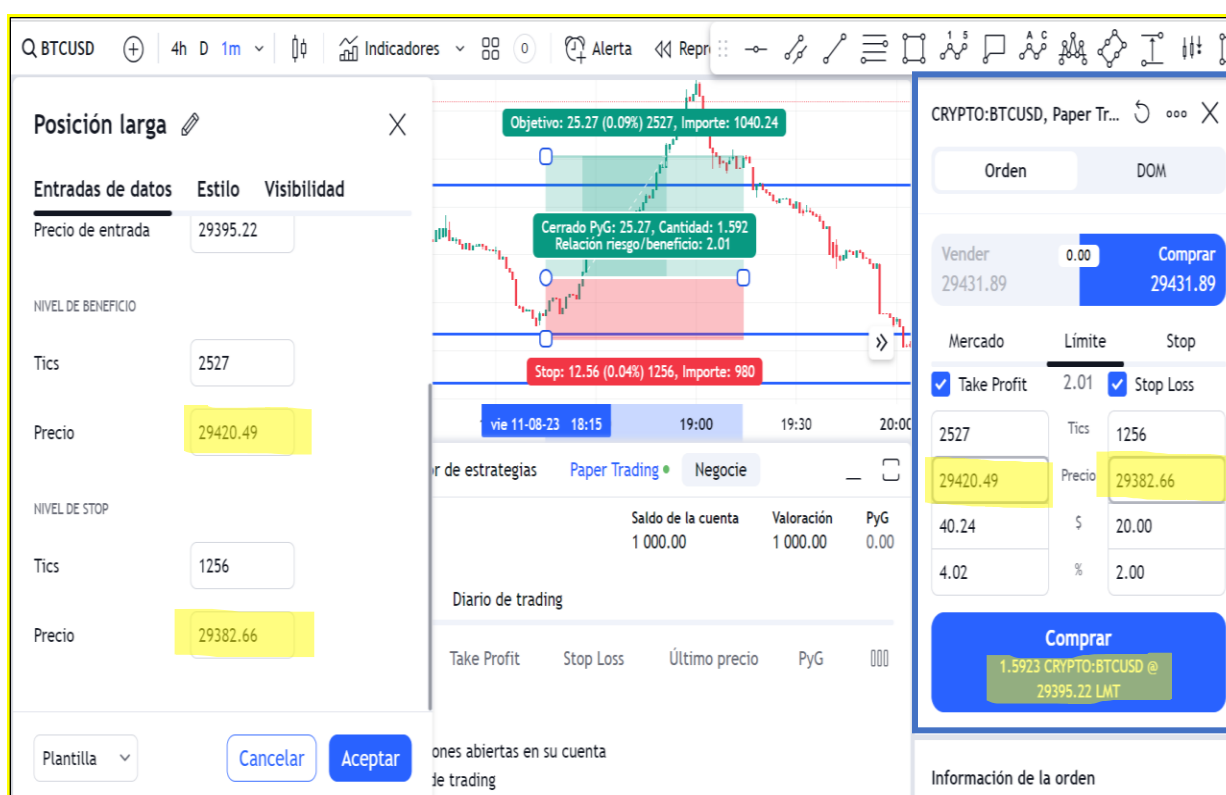 BTCUSD
4h D 1m
Indicadores
0
Alerta
Repr
1 5
A C
Posición larga
Entradas de datos Estilo Visibilidad
Precio de entrada 29395.22
NIVEL DE BENEFICIO
Tics 2527
Precio 29420.49
NIVEL DE STOP
Tics 1256
Precio 29382.66
Plantilla
Cancelar
Aceptar
Objetivo: 25.27 (0.09%) 2527, Importe: 1040.24
Cerrado PyG: 25.27, Cantidad: 1.592
Relación riesgo/beneficio: 2.01
Stop: 12.56 (0.04%) 1256, Importe: 980
vie 11-08-23 18:15 19:00 19:30 20:00
r de estrategias Paper Trading Negocie
Saldo de la cuenta Valoración PyG
1 000.00 1 000.00 0.00
Diario de trading
Take Profit Stop Loss Último precio PyG
ones abiertas en su cuenta
de trading
CRYPTO:BTCUSD, Paper Tr...
Orden DOM
Vender 0.00 Comprar
29431.89 29431.89
Mercado Límite Stop
Take Profit 2.01 Stop Loss
2527 Tics 1256
29420.49 Precio 29382.66
40.24 $ 20.00
4.02 % 2.00
Comprar
1.5923 CRYPTO:BTCUSD @
29395.22 LMT
Información de la orden